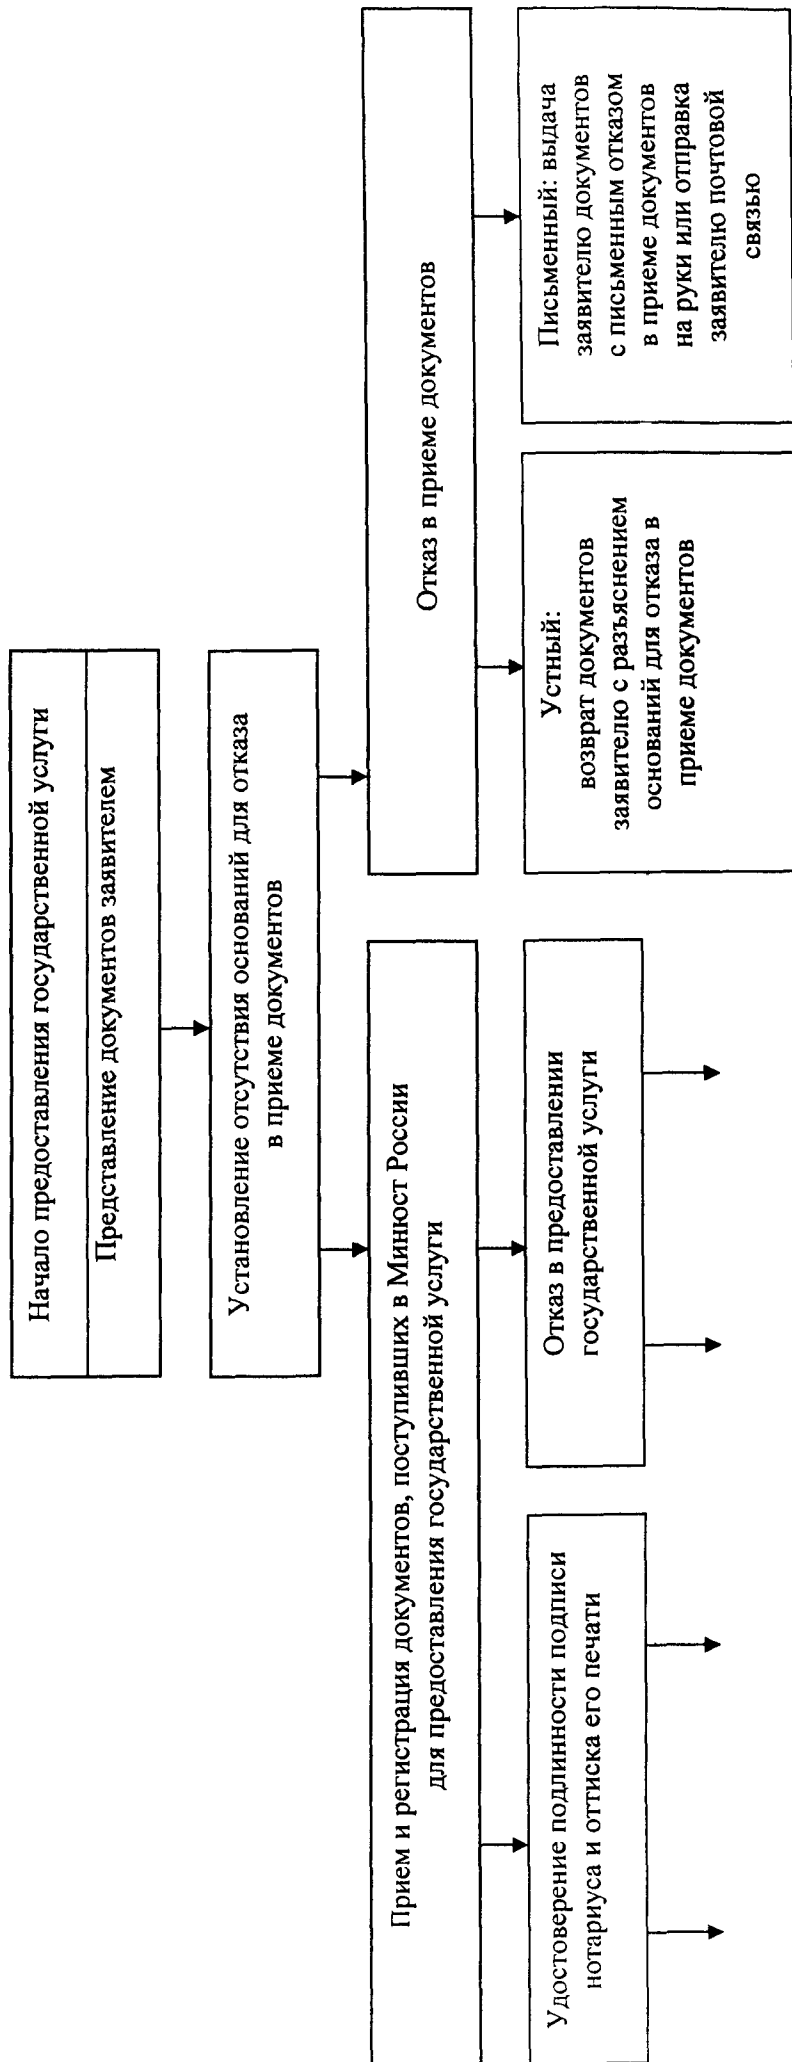 Начало предоставления государственной услуги
Представление документов заявителем
Установление отсутствия оснований для отказа
в приеме документов
Прием и регистрация документов, поступивших в Минюст России
для предоставления государственной услуги
Отказ в приеме документов
Удостоверение подлинности подписи
нотариуса и оттиска его печати
Отказ в предоставлении
государственной услуги
Устный:
возврат документов
заявителю с разъяснением
оснований для отказа в
приеме документов
Письменный: выдача
заявителю документов
с письменным отказом
в приеме документов
на руки или отправка
заявителю почтовой
связью